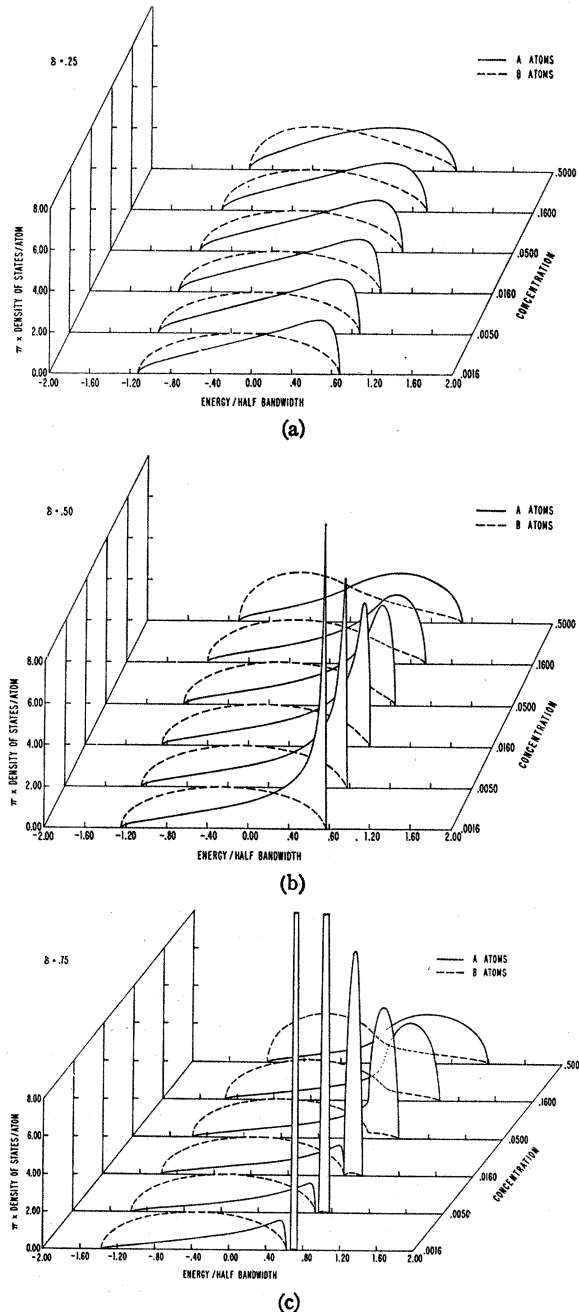 δ = .25
A ATOMS
B ATOMS
π × DENSITY OF STATES/ATOM
8.00
6.00
4.00
2.00
0.00
-2.00 -1.60 -1.20 -.80 -.40 0.00 .40 .80 1.20 1.60 2.00
ENERGY/HALF BANDWIDTH
.5000
.1600
.0500
.0160
.0050
.0016
CONCENTRATION
(a)
δ = .50
A ATOMS
B ATOMS
π × DENSITY OF STATES/ATOM
8.00
6.00
4.00
2.00
0.00
-2.00 -1.60 -1.20 -.80 -.40 0.00 .40 .80 1.20 1.60 2.00
ENERGY/HALF BANDWIDTH
.5000
.1600
.0500
.0160
.0050
.0016
CONCENTRATION
(b)
δ = .75
A ATOMS
B ATOMS
π × DENSITY OF STATES/ATOM
8.00
6.00
4.00
2.00
0.00
-2.00 -1.60 -1.20 -.80 -.40 0.00 .40 .80 1.20 1.60 2.00
ENERGY/HALF BANDWIDTH
.500
.1600
.0500
.0160
.0050
.0016
CONCENTRATION
(c)